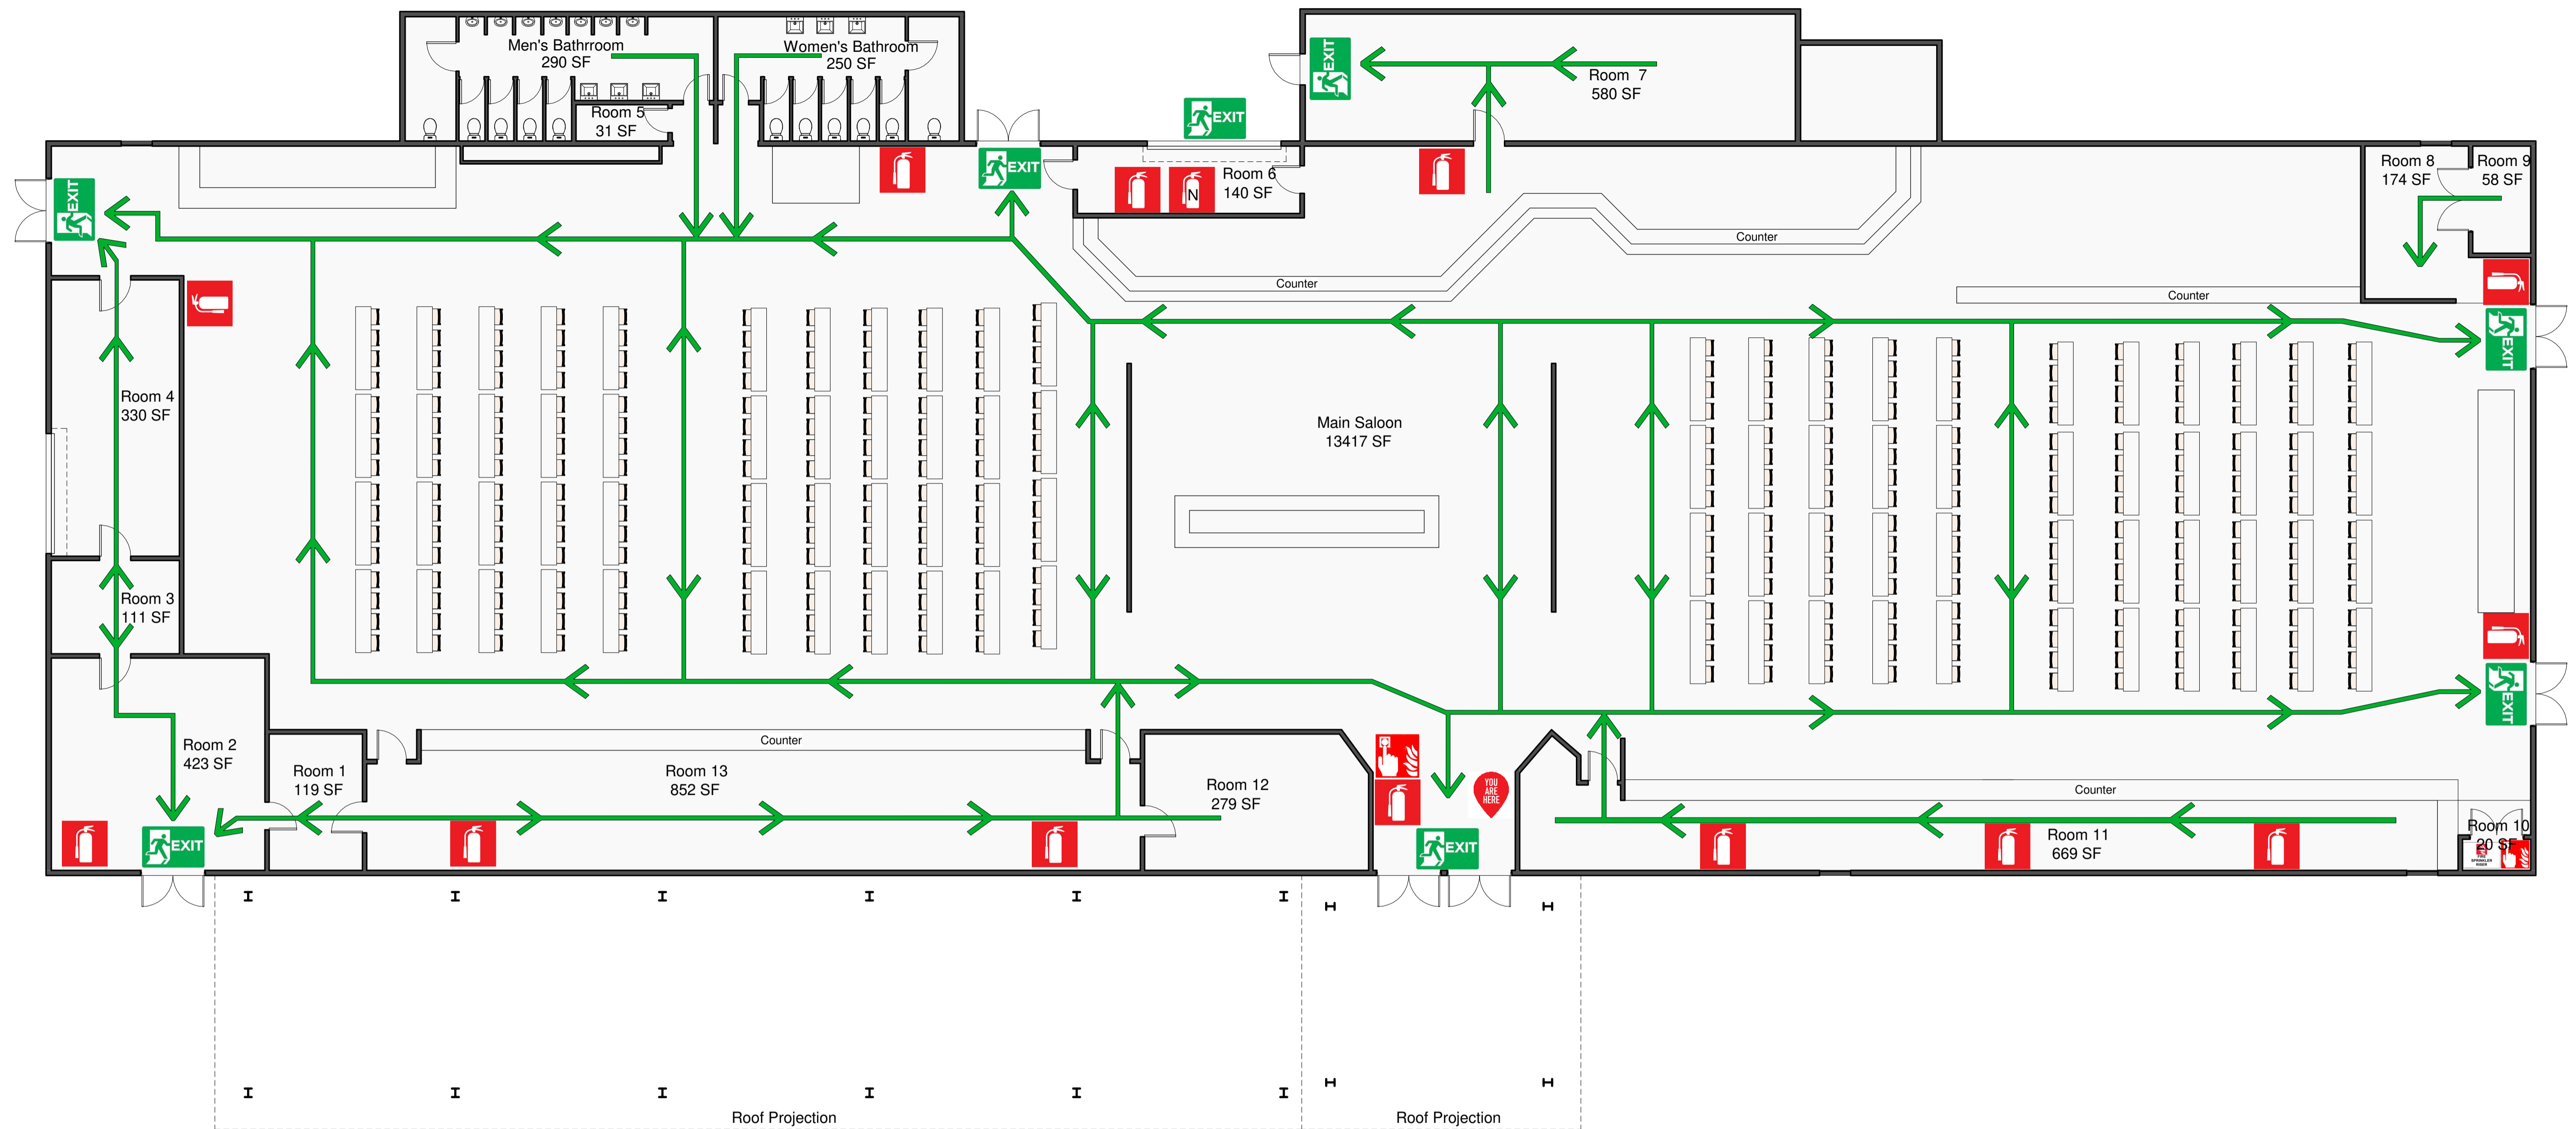 Men's Bathrroom
290 SF
Women's Bathroom
250 SF
EXIT
Room 7
580 SF
Room 5
31 SF
EXIT
EXIT
EXIT
Room 6
140 SF
N
Room 8
174 SF
Room 9
58 SF
Counter
Counter
Counter
EXIT
Room 4
330 SF
Main Saloon
13417 SF
Room 3
111 SF
EXIT
Room 2
423 SF
Counter
Room 1
119 SF
Room 13
852 SF
Room 12
279 SF
YOU
ARE
HERE
Counter
EXIT
EXIT
Room 11
669 SF
Room 10
20 SF
FIRE
SPRINKLER
RISER
Roof Projection
Roof Projection